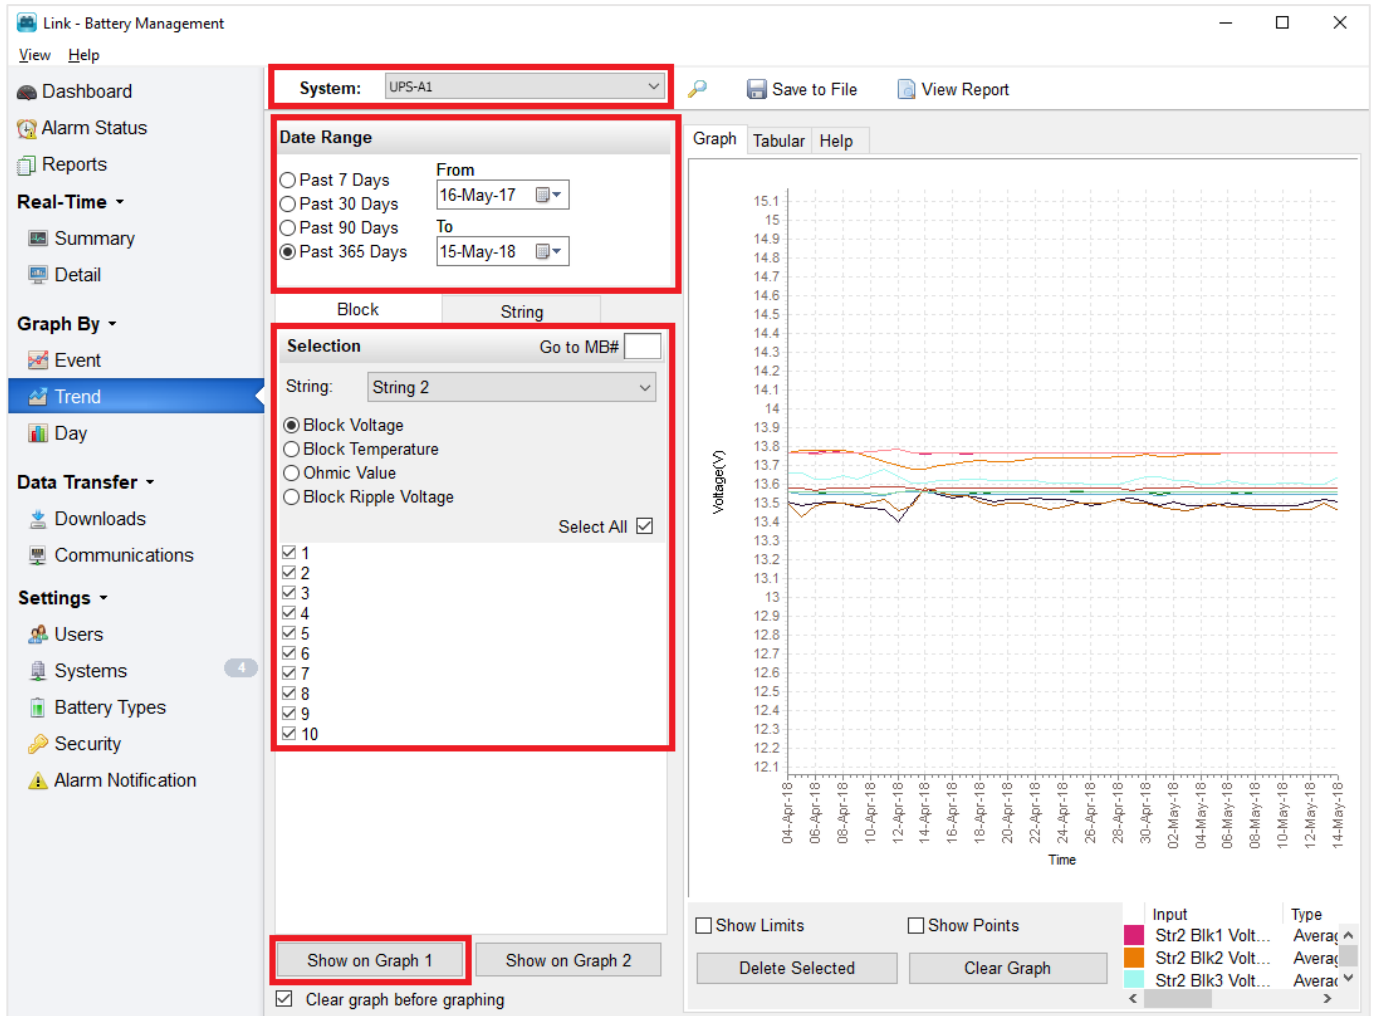 Link - Battery Management
View Help
Dashboard
Alarm Status
Reports
Real-Time
Summary
Detail
Graph By
Event
Trend
Day
Data Transfer
Downloads
Communications
Settings
Users
Systems 4
Battery Types
Security
Alarm Notification
System: UPS-A1
Save to File
View Report
Date Range
Past 7 Days
Past 30 Days
Past 90 Days
Past 365 Days
From
16-May-17
To
15-May-18
Block String
Selection Go to MB#
String: String 2
Block Voltage
Block Temperature
Ohmic Value
Block Ripple Voltage
Select All
1
2
3
4
5
6
7
8
9
10
Show on Graph 1
Show on Graph 2
Clear graph before graphing
Graph Tabular Help
15.1
15
14.9
14.8
14.7
14.6
14.5
14.4
14.3
14.2
14.1
14
13.9
13.8
13.7
13.6
13.5
13.4
13.3
13.2
13.1
13
12.9
12.8
12.7
12.6
12.5
12.4
12.3
12.2
12.1
Voltage(V)
04-Apr-18
06-Apr-18
08-Apr-18
10-Apr-18
12-Apr-18
14-Apr-18
16-Apr-18
18-Apr-18
20-Apr-18
22-Apr-18
24-Apr-18
26-Apr-18
28-Apr-18
30-Apr-18
02-May-18
04-May-18
06-May-18
08-May-18
10-May-18
12-May-18
14-May-18
Time
Show Limits
Show Points
Delete Selected
Clear Graph
Input Type
Str2 Blk1 Volt... Averag
Str2 Blk2 Volt... Averag
Str2 Blk3 Volt... Averag